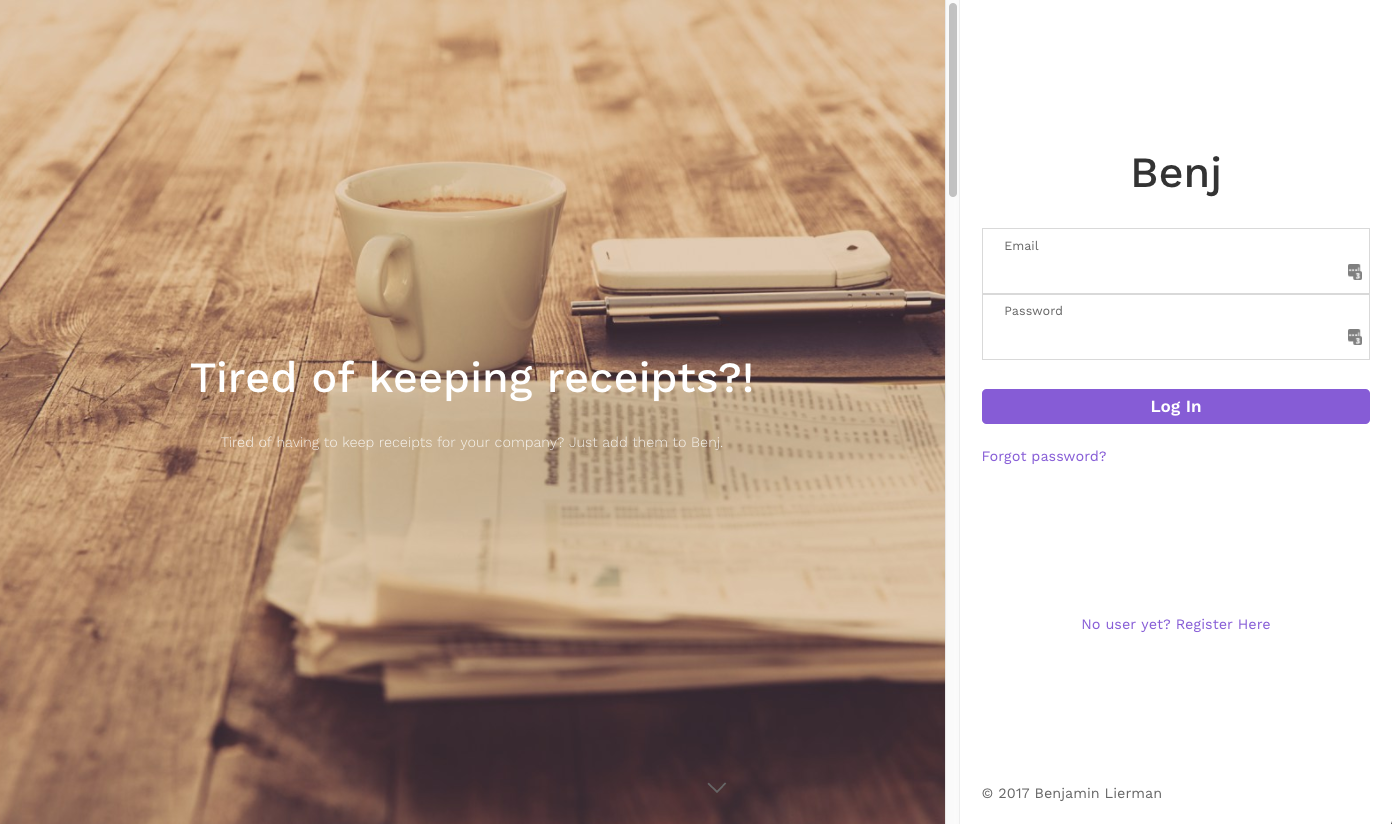 Tired of keeping receipts?!
Tired of having to keep receipts for your company? Just add them to Benj.
Benj
Email
Password
Log In
Forgot password?
No user yet? Register Here
© 2017 Benjamin Lierman